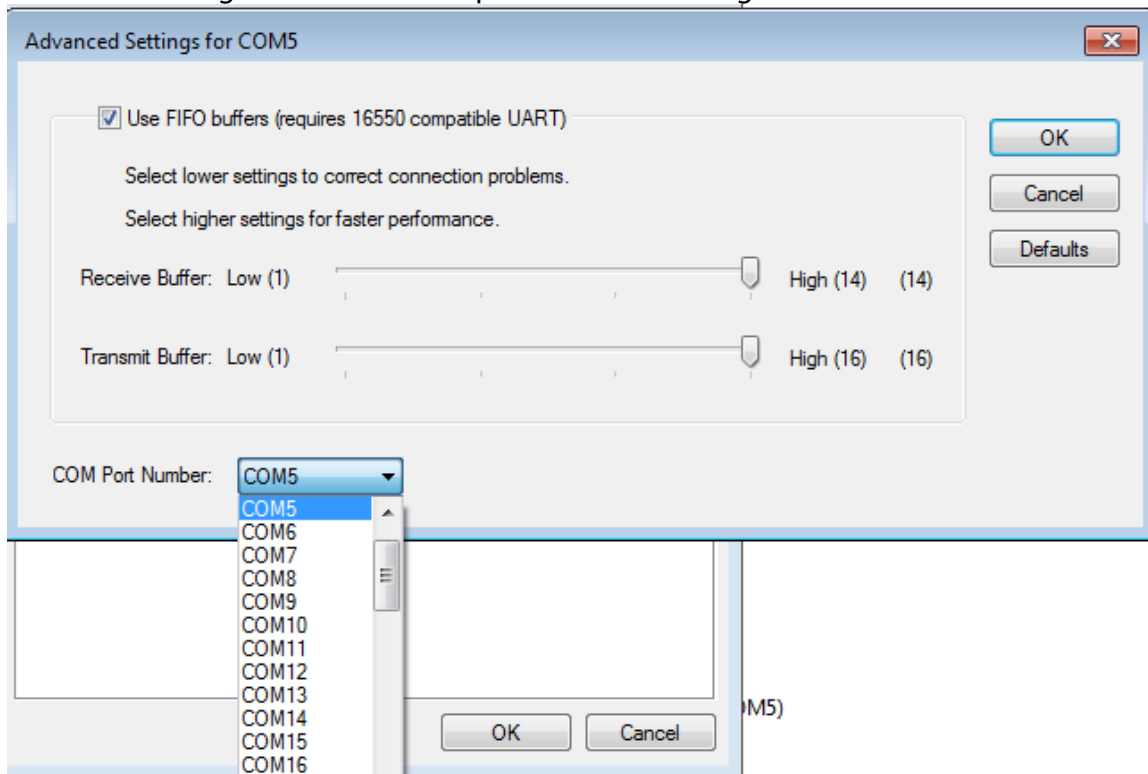 Advanced Settings for COM5
Use FIFO buffers (requires 16550 compatible UART)
OK
Select lower settings to correct connection problems.
Cancel
Select higher settings for faster performance.
Defaults
Receive Buffer: Low (1) High (14) (14)
Transmit Buffer: Low (1) High (16) (16)
COM Port Number: COM5
COM5
COM6
COM7
COM8
COM9
COM10
COM11
COM12
COM13
COM14
COM15
COM16
OM5)
OK Cancel